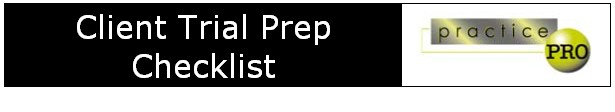 Client Trial Prep
Checklist
practice
PRO